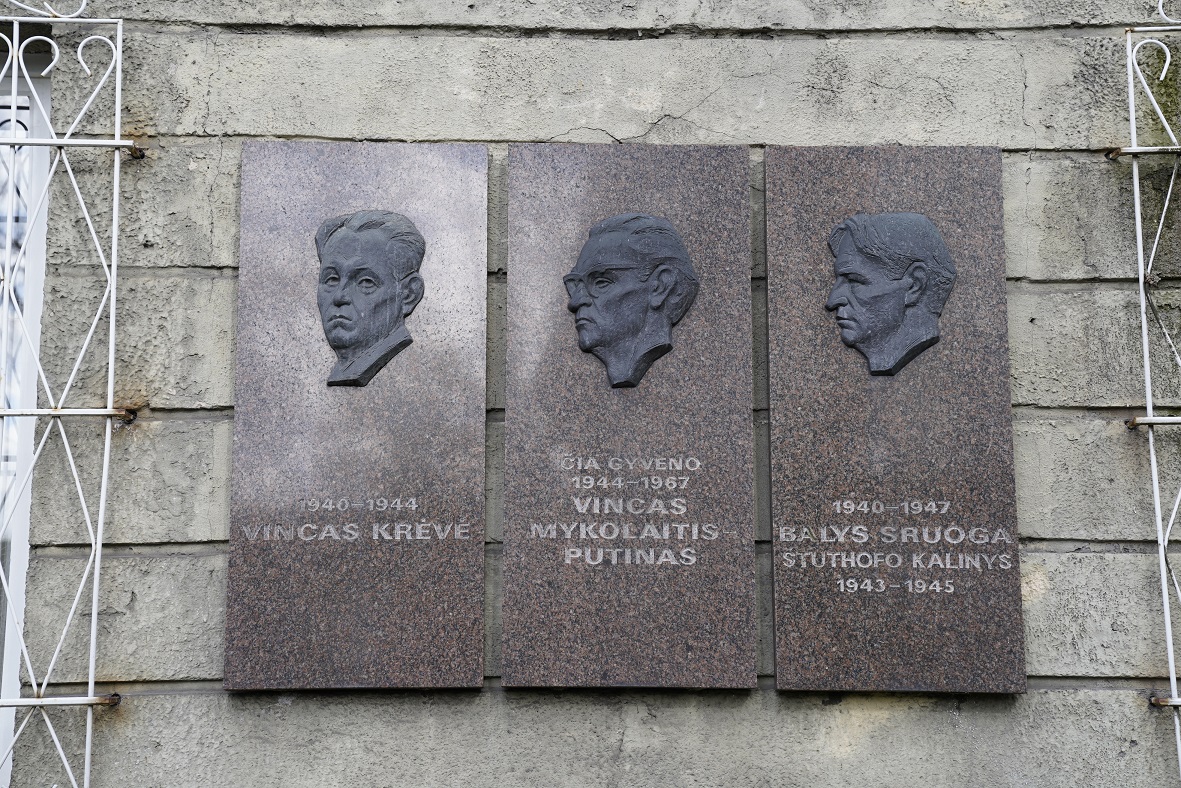 1940–1944
VINCAS KRĖVĖ
ČIA GYVENO
1944–1967
VINCAS
MYKOLAITIS-
PUTINAS
1940–1947
BALYS SRUOGA
ŠTUTHOFO KALINYS
1943–1945